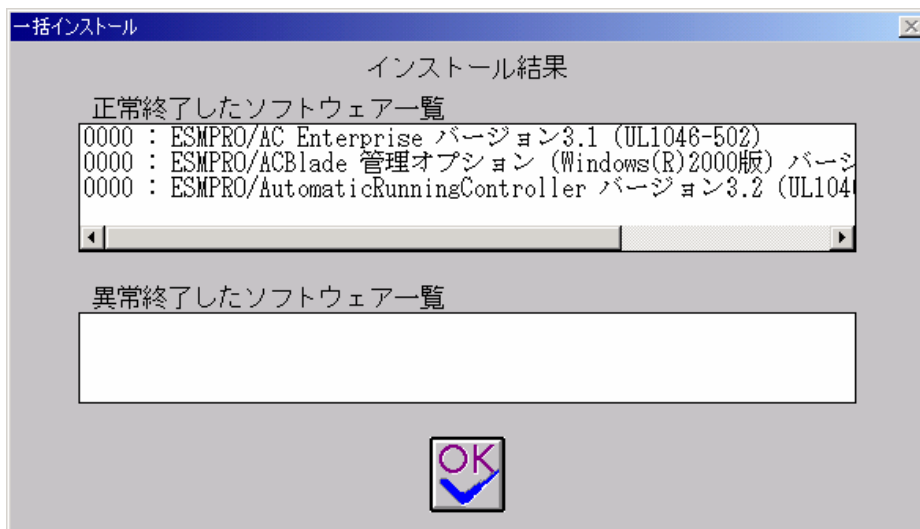 一括インストール
インストール結果
正常終了したソフトウェア一覧
0000 : ESMPRO/AC Enterprise バージョン3.1 (UL1046-502)
0000 : ESMPRO/ACBlade 管理オプション (Windows(R)2000版) バージ
0000 : ESMPRO/AutomaticRunningController バージョン3.2 (UL104
異常終了したソフトウェア一覧
OK